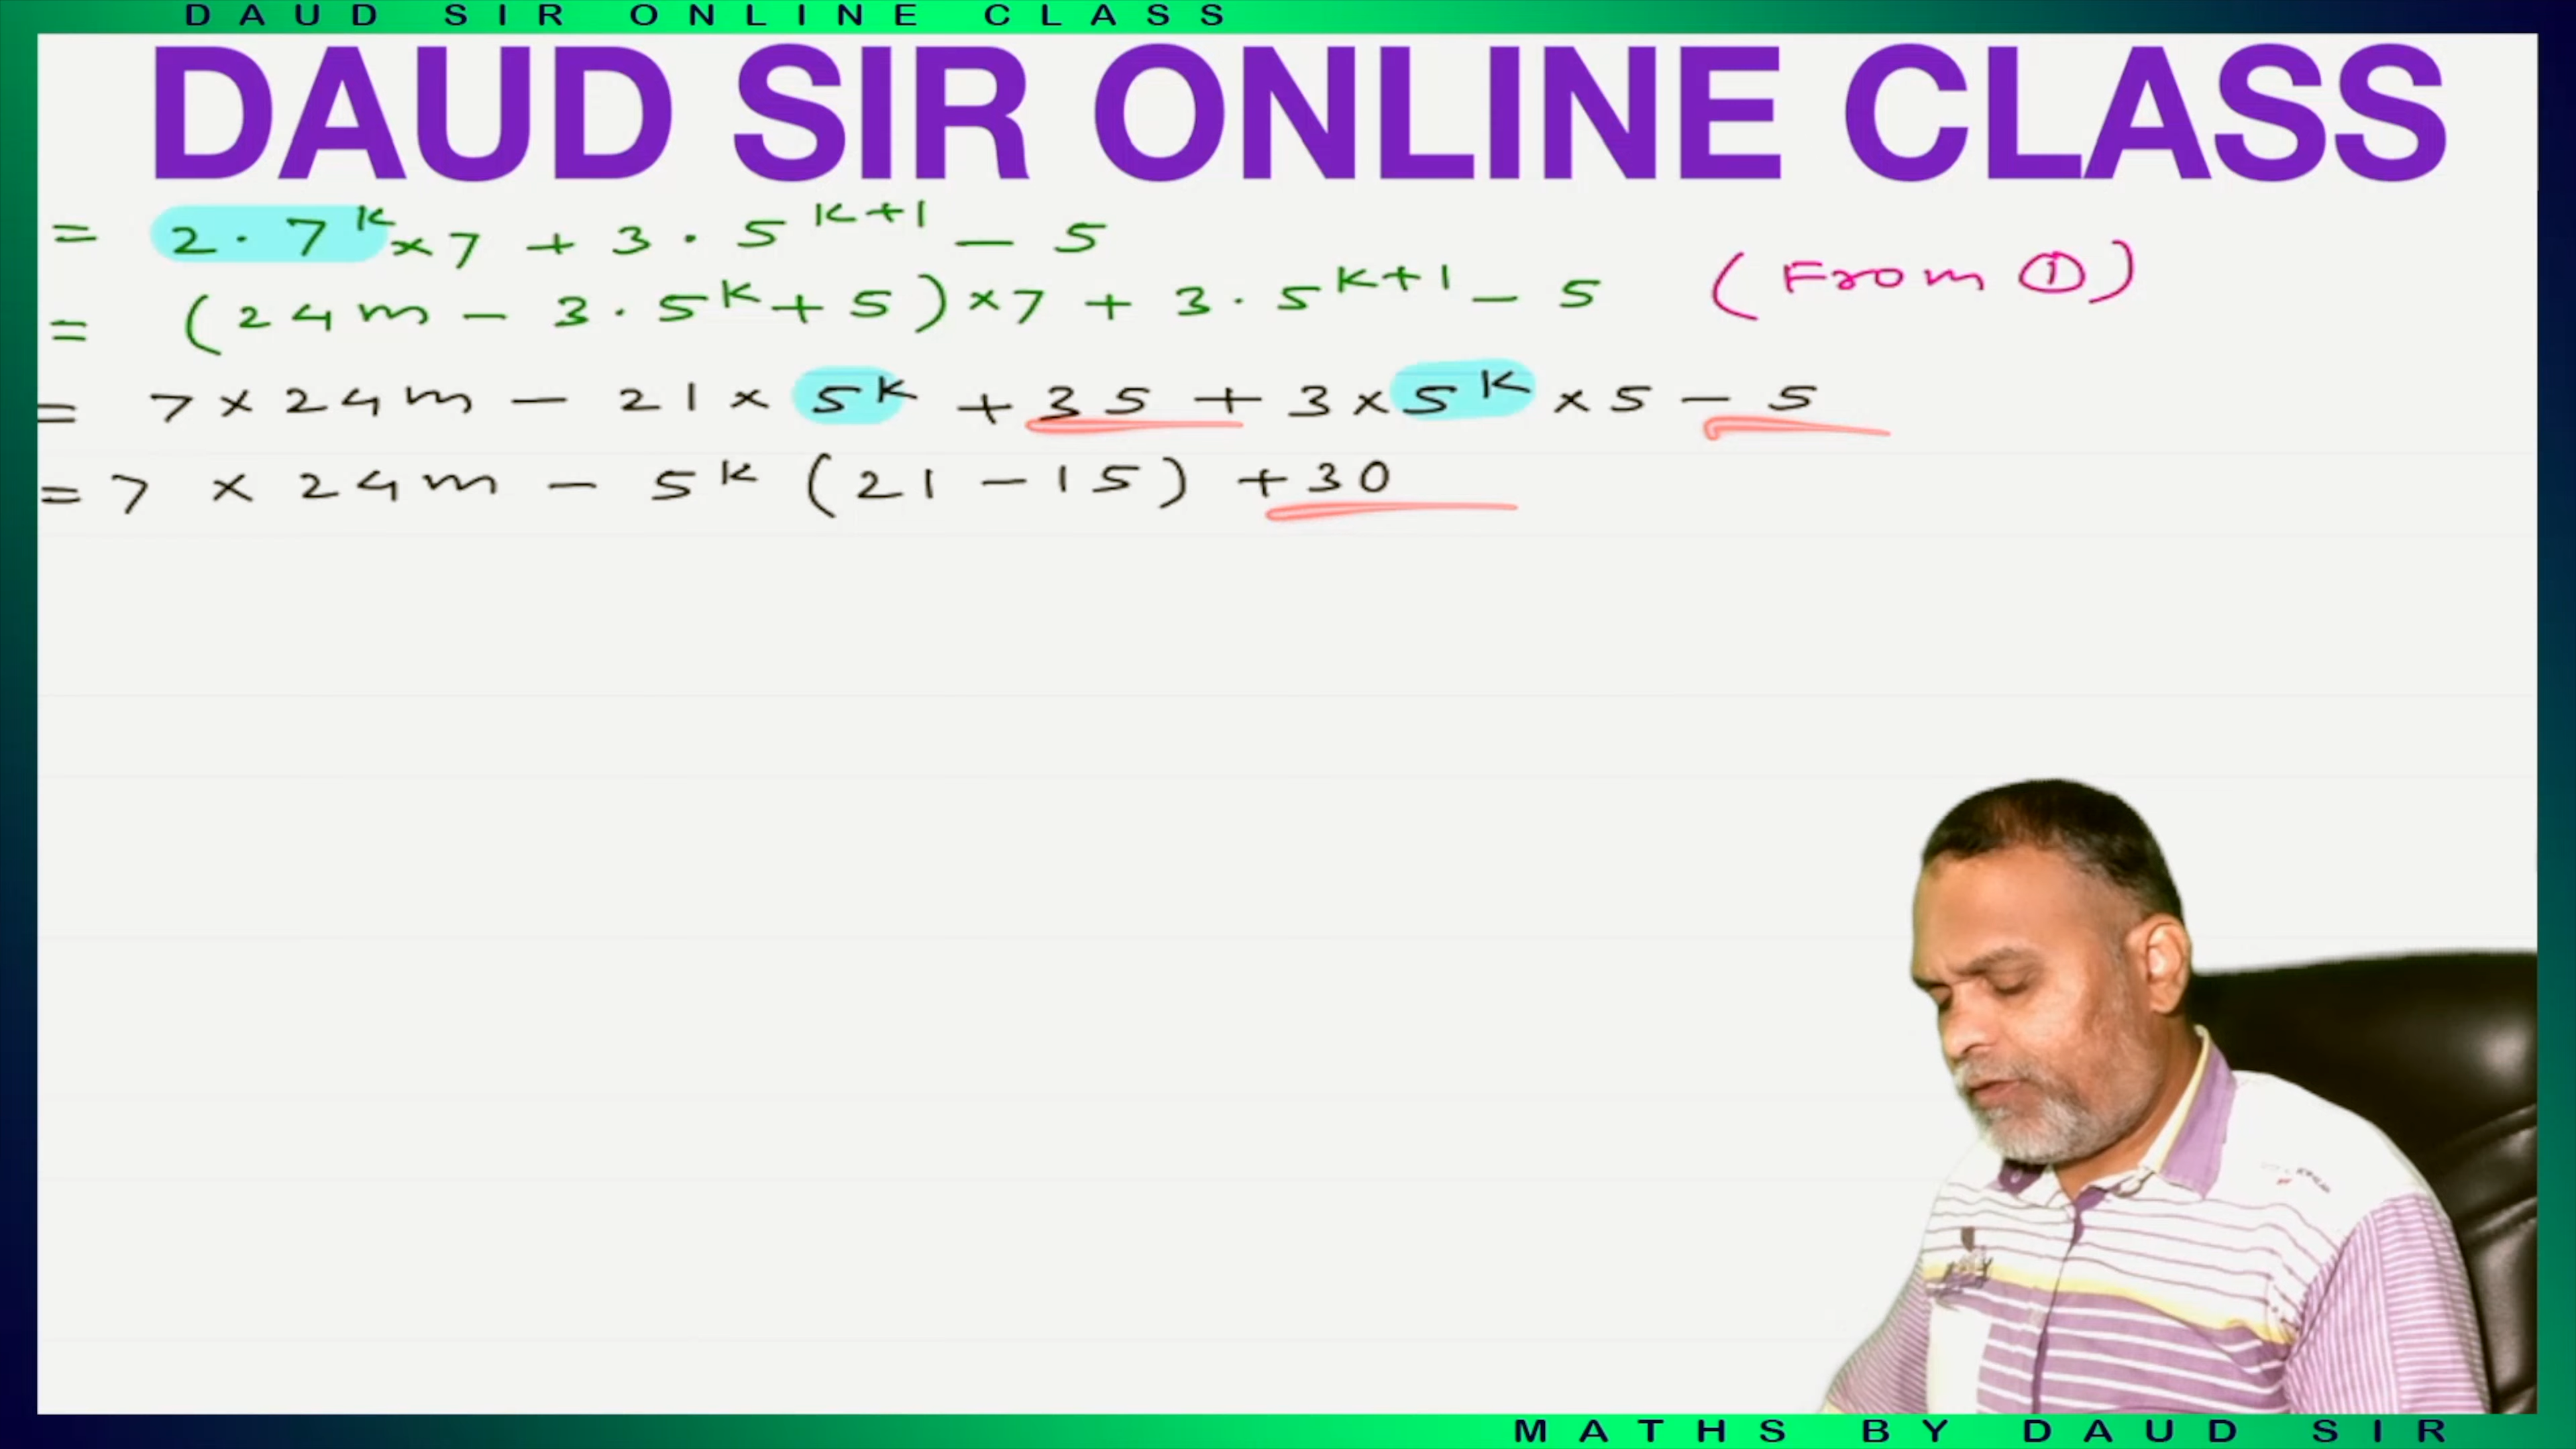 DAUD SIR ONLINE CLASS
DAUD SIR ONLINE CLASS
= 2 · 7^k × 7 + 3 · 5^(k+1) − 5
= (24m − 3 · 5^k + 5) × 7 + 3 · 5^(k+1) − 5 (From ①)
= 7 × 24m − 21 × 5^k + 35 + 3 × 5^k × 5 − 5
= 7 × 24m − 5^k (21 − 15) + 30
MATHS BY DAUD SIR